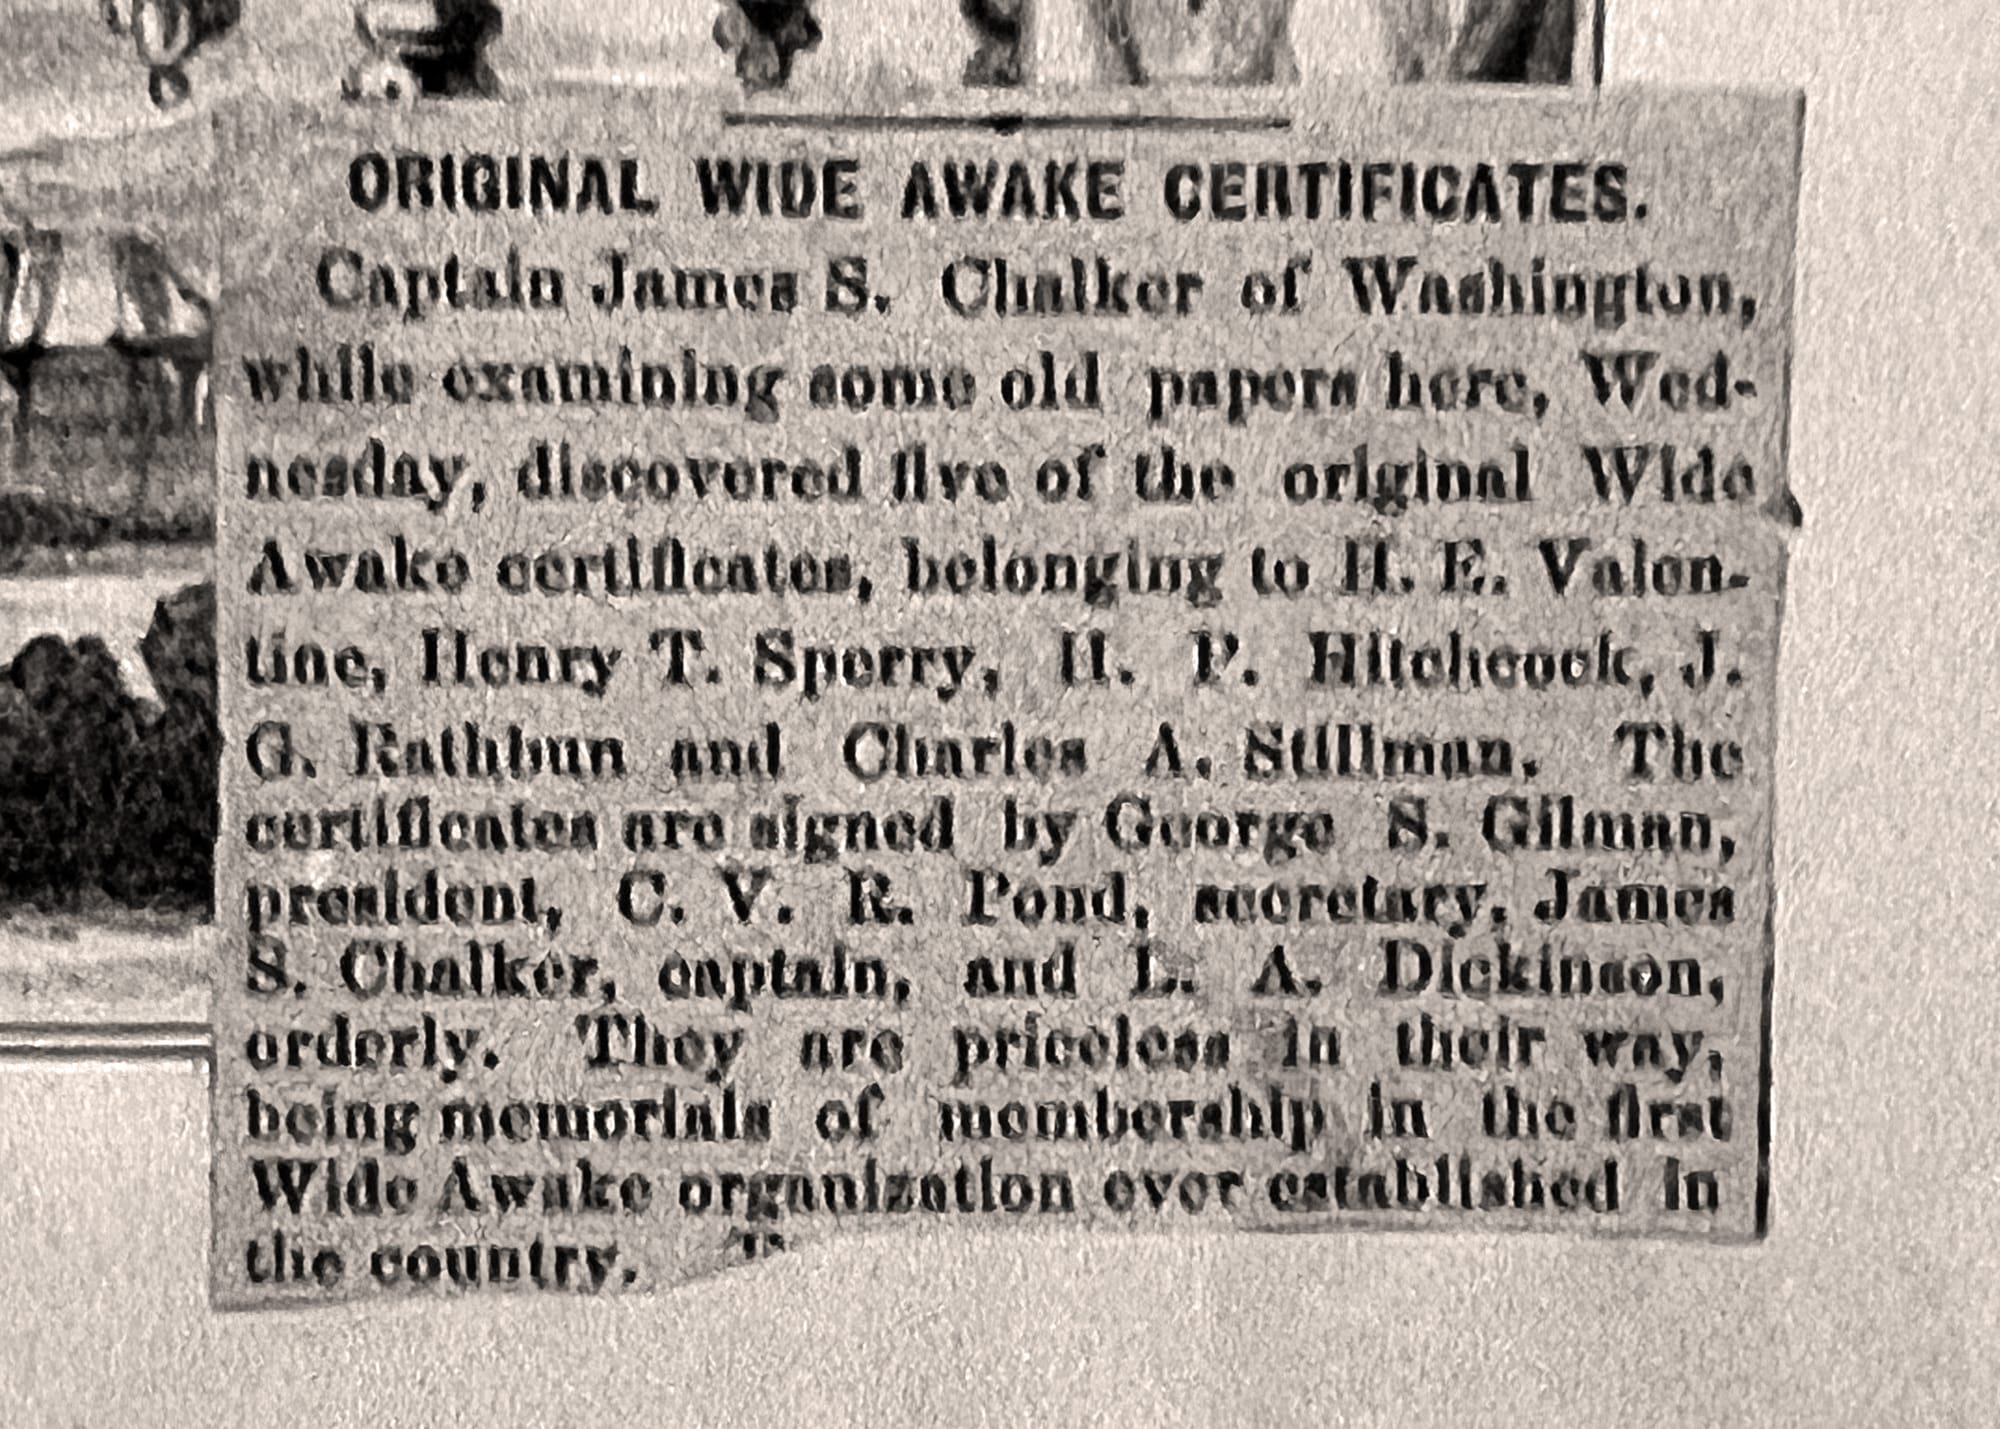 ORIGINAL WIDE AWAKE CERTIFICATES.
Captain James S. Chalker of Washington,
while examining some old papers here, Wed-
nesday, discovered five of the original Wide
Awake certificates, belonging to H. E. Valen-
tine, Henry T. Sperry, H. P. Hitchcock, J.
G. Rathbun and Charles A. Stillman. The
certificates are signed by George S. Gilman,
president, C. V. R. Pond, secretary, James
S. Chalker, captain, and L. A. Dickinson,
orderly. They are priceless in their way,
being memorials of membership in the first
Wide Awake organization ever established in
the country.